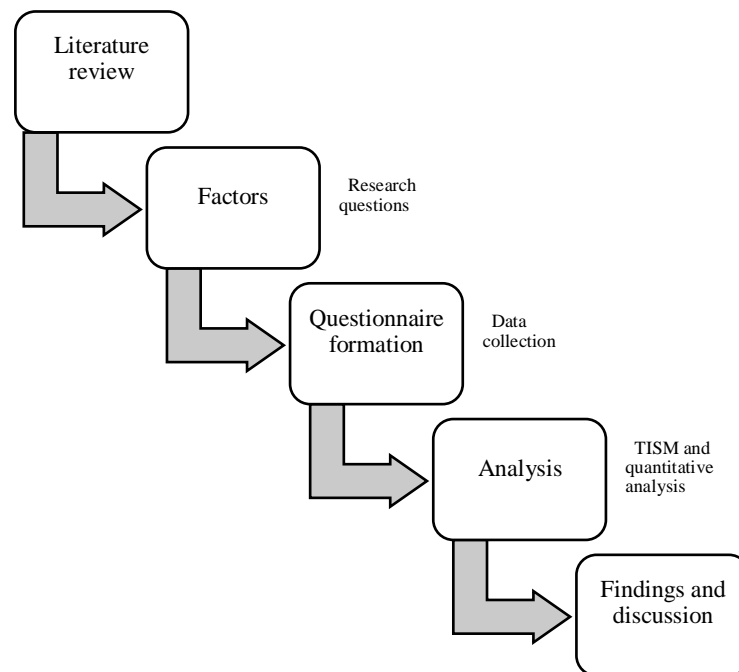 Literature
review
Factors
Research
questions
Questionnaire
formation
Data
collection
Analysis
TISM and
quantitative
analysis
Findings and
discussion